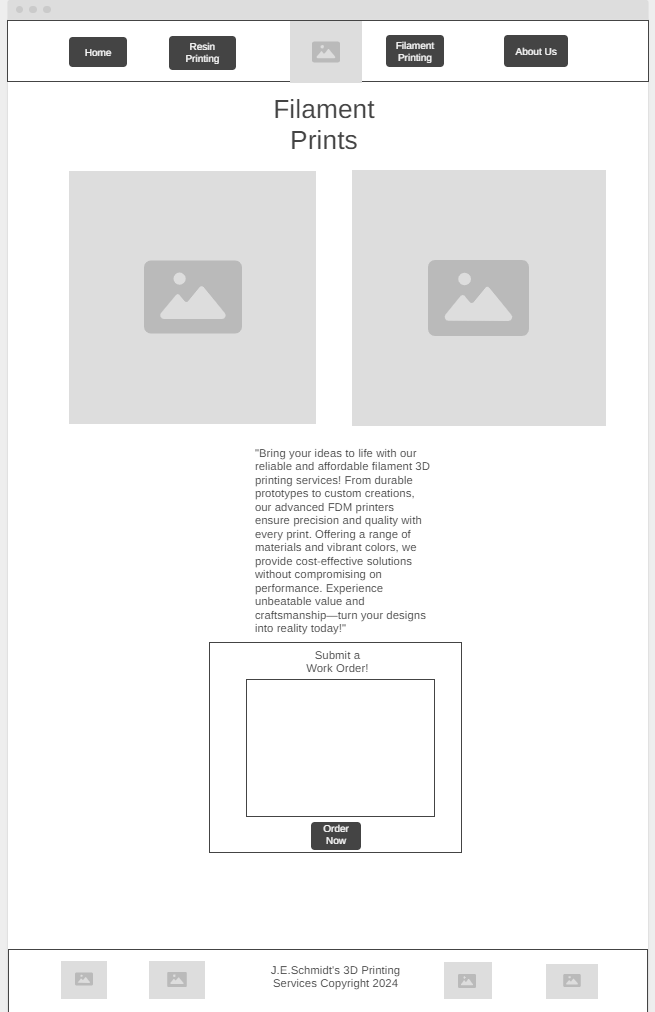 Home
Resin
Printing
Filament
Printing
About Us
Filament
Prints
"Bring your ideas to life with our
reliable and affordable filament 3D
printing services! From durable
prototypes to custom creations,
our advanced FDM printers
ensure precision and quality with
every print. Offering a range of
materials and vibrant colors, we
provide cost-effective solutions
without compromising on
performance. Experience
unbeatable value and
craftsmanship—turn your designs
into reality today!"
Submit a
Work Order!
Order
Now
J.E.Schmidt's 3D Printing
Services Copyright 2024